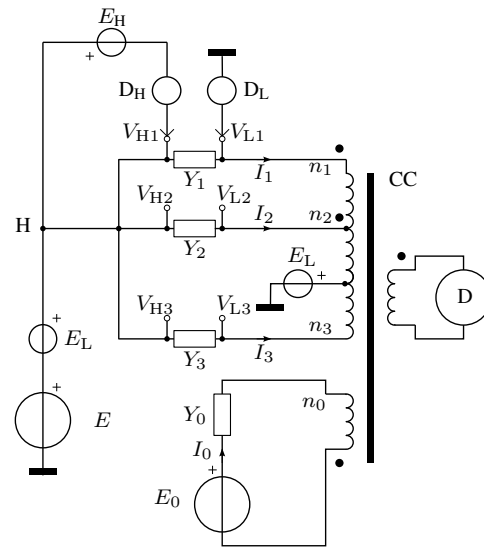 E_H
+
D_H D_L
V_H1 V_L1
Y_1 I_1 n_1 CC
V_H2 V_L2 n_2
H
Y_2 I_2
E_L
+
D
V_H3 V_L3
+
E_L
n_3
Y_3 I_3
+
E
Y_0 n_0
I_0
+
E_0